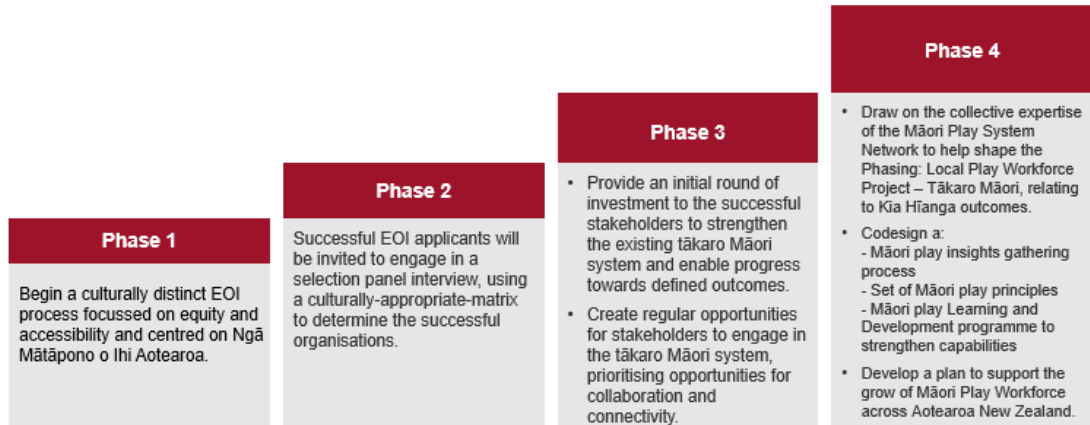 Phase 1
Begin a culturally distinct EOI
process focussed on equity and
accessibility and centred on Ngā
Mātāpono o Ihi Aotearoa.
Phase 2
Successful EOI applicants will
be invited to engage in a
selection panel interview, using
a culturally-appropriate-matrix
to determine the successful
organisations.
Phase 3
• Provide an initial round of
investment to the successful
stakeholders to strengthen
the existing tākaro Māori
system and enable progress
towards defined outcomes.
• Create regular opportunities
for stakeholders to engage in
the tākaro Māori system,
prioritising opportunities for
collaboration and
connectivity.
Phase 4
• Draw on the collective expertise
of the Māori Play System
Network to help shape the
Phasing: Local Play Workforce
Project – Tākaro Māori, relating
to Kia Hīanga outcomes.
• Codesign a:
- Māori play insights gathering
process
- Set of Māori play principles
- Māori play Learning and
Development programme to
strengthen capabilities
• Develop a plan to support the
grow of Māori Play Workforce
across Aotearoa New Zealand.